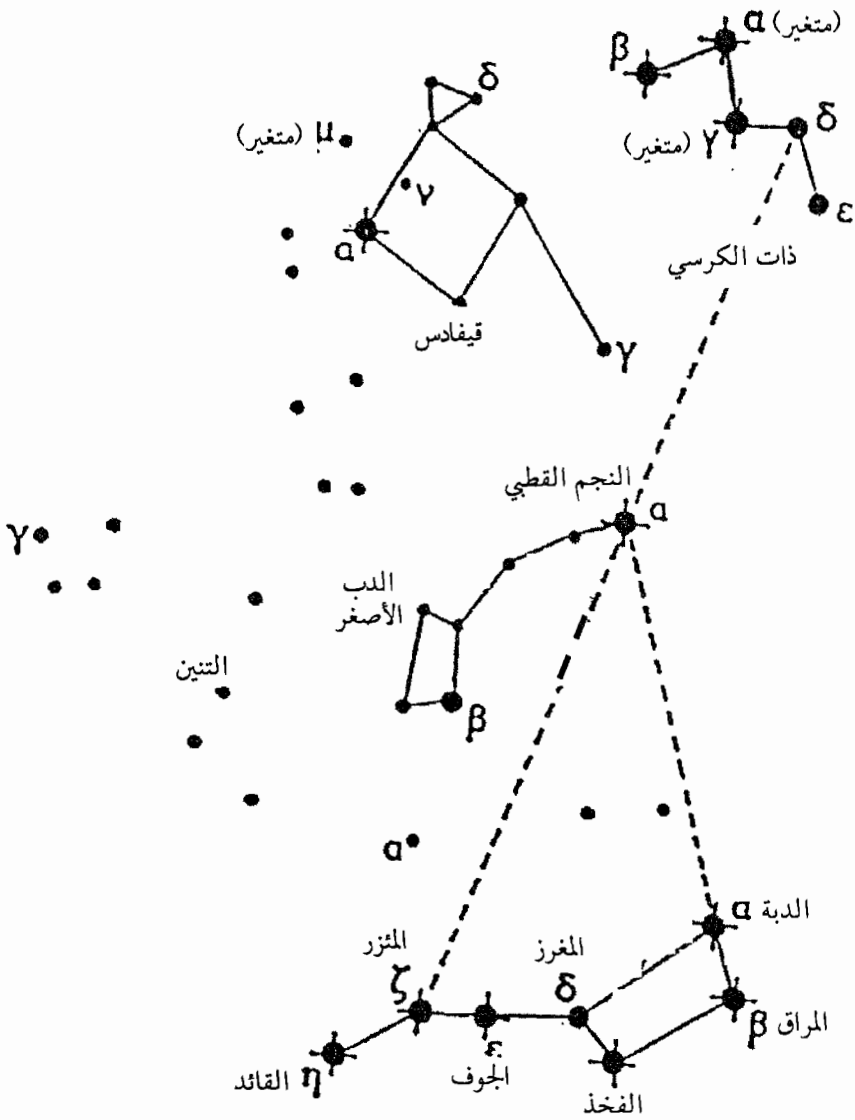 α (متغير)
β
δ
μ (متغير)
γ (متغير)
δ
ν
ε
α
ذات الكرسي
قيفادس
γ
النجم القطبي
α
γ
الدب
الأصغر
التنين
β
α
α الدبة
المئزر
المغرز
ζ
δ
β المراق
ε
η القائد
الجوف
الفخذ